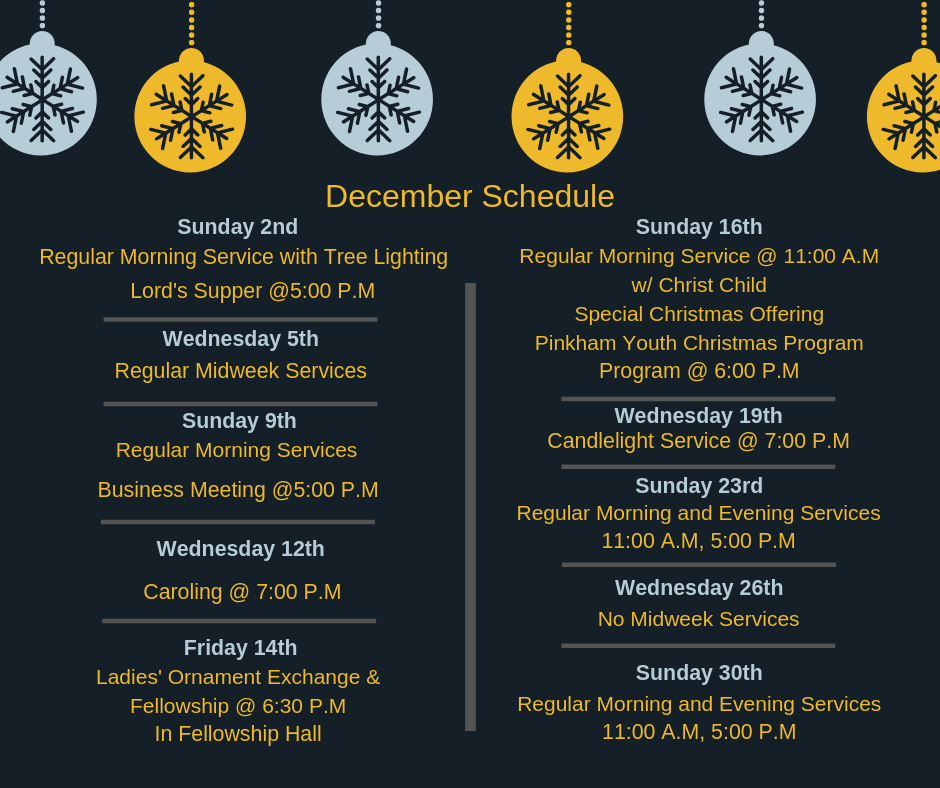 December Schedule
Sunday 2nd
Regular Morning Service with Tree Lighting
Lord's Supper @5:00 P.M
Wednesday 5th
Regular Midweek Services
Sunday 9th
Regular Morning Services
Business Meeting @5:00 P.M
Wednesday 12th
Caroling @ 7:00 P.M
Friday 14th
Ladies' Ornament Exchange &
Fellowship @ 6:30 P.M
In Fellowship Hall
Sunday 16th
Regular Morning Service @ 11:00 A.M
w/ Christ Child
Special Christmas Offering
Pinkham Youth Christmas Program
Program @ 6:00 P.M
Wednesday 19th
Candlelight Service @ 7:00 P.M
Sunday 23rd
Regular Morning and Evening Services
11:00 A.M, 5:00 P.M
Wednesday 26th
No Midweek Services
Sunday 30th
Regular Morning and Evening Services
11:00 A.M, 5:00 P.M